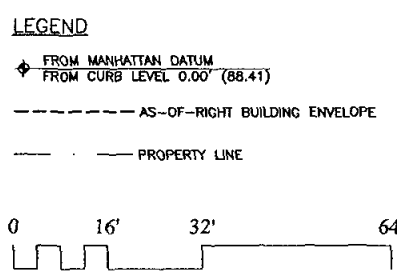 LEGEND
FROM MANHATTAN DATUM
FROM CURB LEVEL 0.00' (88.41)
AS-OF-RIGHT BUILDING ENVELOPE
PROPERTY LINE
0 16' 32' 64